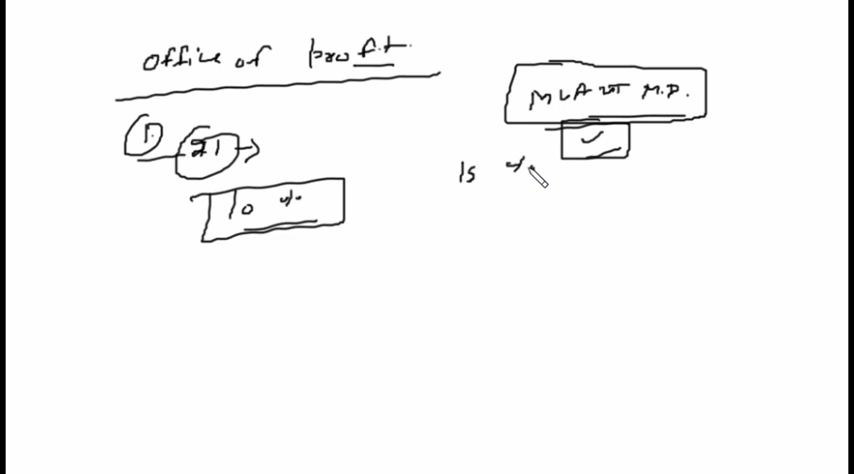 office of profit.
MLA या M.P.
1. 21
10 %
15 %